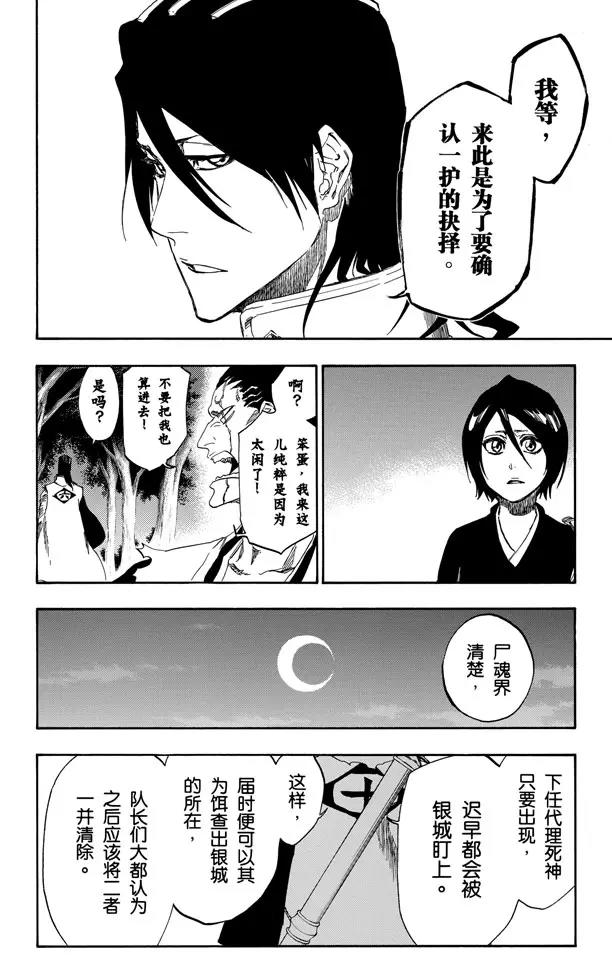 我等，
来此是为了要确
认一护的抉择。
啊？
笨蛋，我来这
儿纯粹是因为
太闲了！
不要把我也
算进去！
是吗？
六
尸魂界
清楚，
下任代理死神
只要出现，
迟早都会被
银城盯上。
这样，
届时便可以其
为饵查出银城
的所在，
队长们大都认为
之后应该将二者
一并清除。